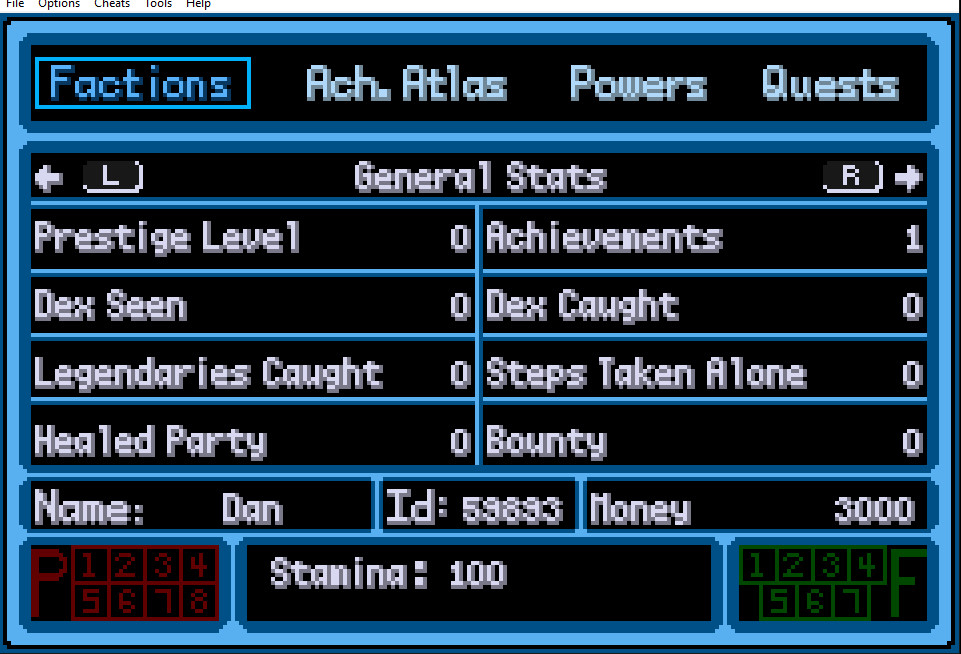 File Options Cheats Tools Help
Factions Ach. Atlas Powers Quests
L General Stats R
Prestige Level 0 Achievements 1
Dex Seen 0 Dex Caught 0
Legendaries Caught 0 Steps Taken Alone 0
Healed Party 0 Bounty 0
Name: Dan Id: 59893 Money 3000
P 1 2 3 4 Stamina: 100 1 2 3 4 F
5 6 7 8 5 6 7